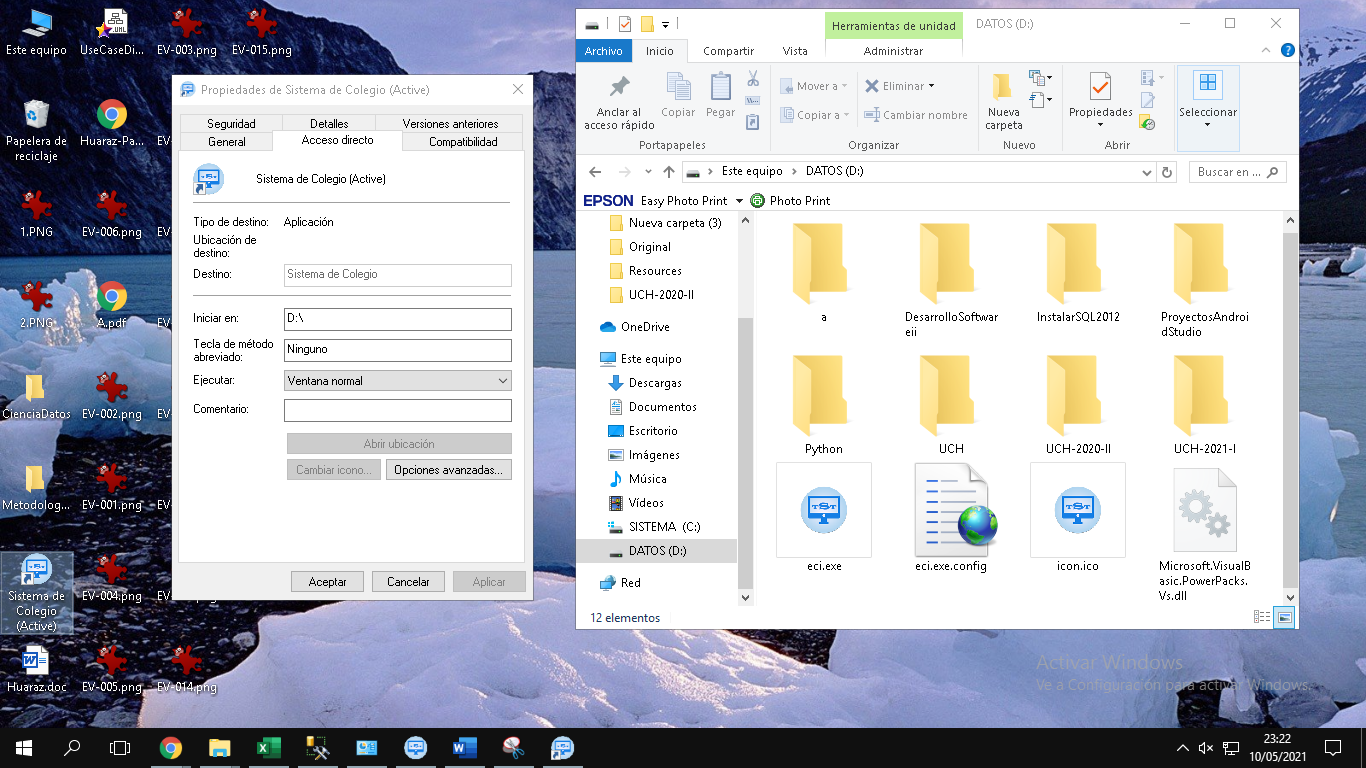 Este equipo
UseCaseDi...
EV-003.png
EV-015.png
Papelera de
reciclaje
Huaraz-Pa...
1.PNG
EV-006.png
2.PNG
A.pdf
CienciaDatos
EV-002.png
Metodolog...
EV-001.png
Sistema de
Colegio
(Active)
EV-004.png
Huaraz.doc
EV-005.png
EV-014.png
Propiedades de Sistema de Colegio (Active)
Seguridad
Detalles
Versiones anteriores
General
Acceso directo
Compatibilidad
Sistema de Colegio (Active)
Tipo de destino:
Aplicación
Ubicación de
destino:
Destino:
Sistema de Colegio
Iniciar en:
D:\
Tecla de método
abreviado:
Ninguno
Ejecutar:
Ventana normal
Comentario:
Abrir ubicación
Cambiar icono...
Opciones avanzadas...
Aceptar
Cancelar
Aplicar
Herramientas de unidad
DATOS (D:)
Archivo
Inicio
Compartir
Vista
Administrar
Anclar al
acceso rápido
Copiar
Pegar
Portapapeles
Mover a
Copiar a
Eliminar
Cambiar nombre
Organizar
Nueva
carpeta
Nuevo
Propiedades
Abrir
Seleccionar
Este equipo
DATOS (D:)
Buscar en ...
EPSON
Easy Photo Print
Photo Print
Nueva carpeta (3)
Original
Resources
UCH-2020-II
OneDrive
Este equipo
Descargas
Documentos
Escritorio
Imágenes
Música
Vídeos
SISTEMA (C:)
DATOS (D:)
Red
a
DesarrolloSoftwar
eii
InstalarSQL2012
ProyectosAndroi
dStudio
Python
UCH
UCH-2020-II
UCH-2021-I
TST
eci.exe
eci.exe.config
TST
icon.ico
Microsoft.VisualB
asic.PowerPacks.
Vs.dll
12 elementos
Activar Windows
Ve a Configuración para activar Windows.
23:22
10/05/2021